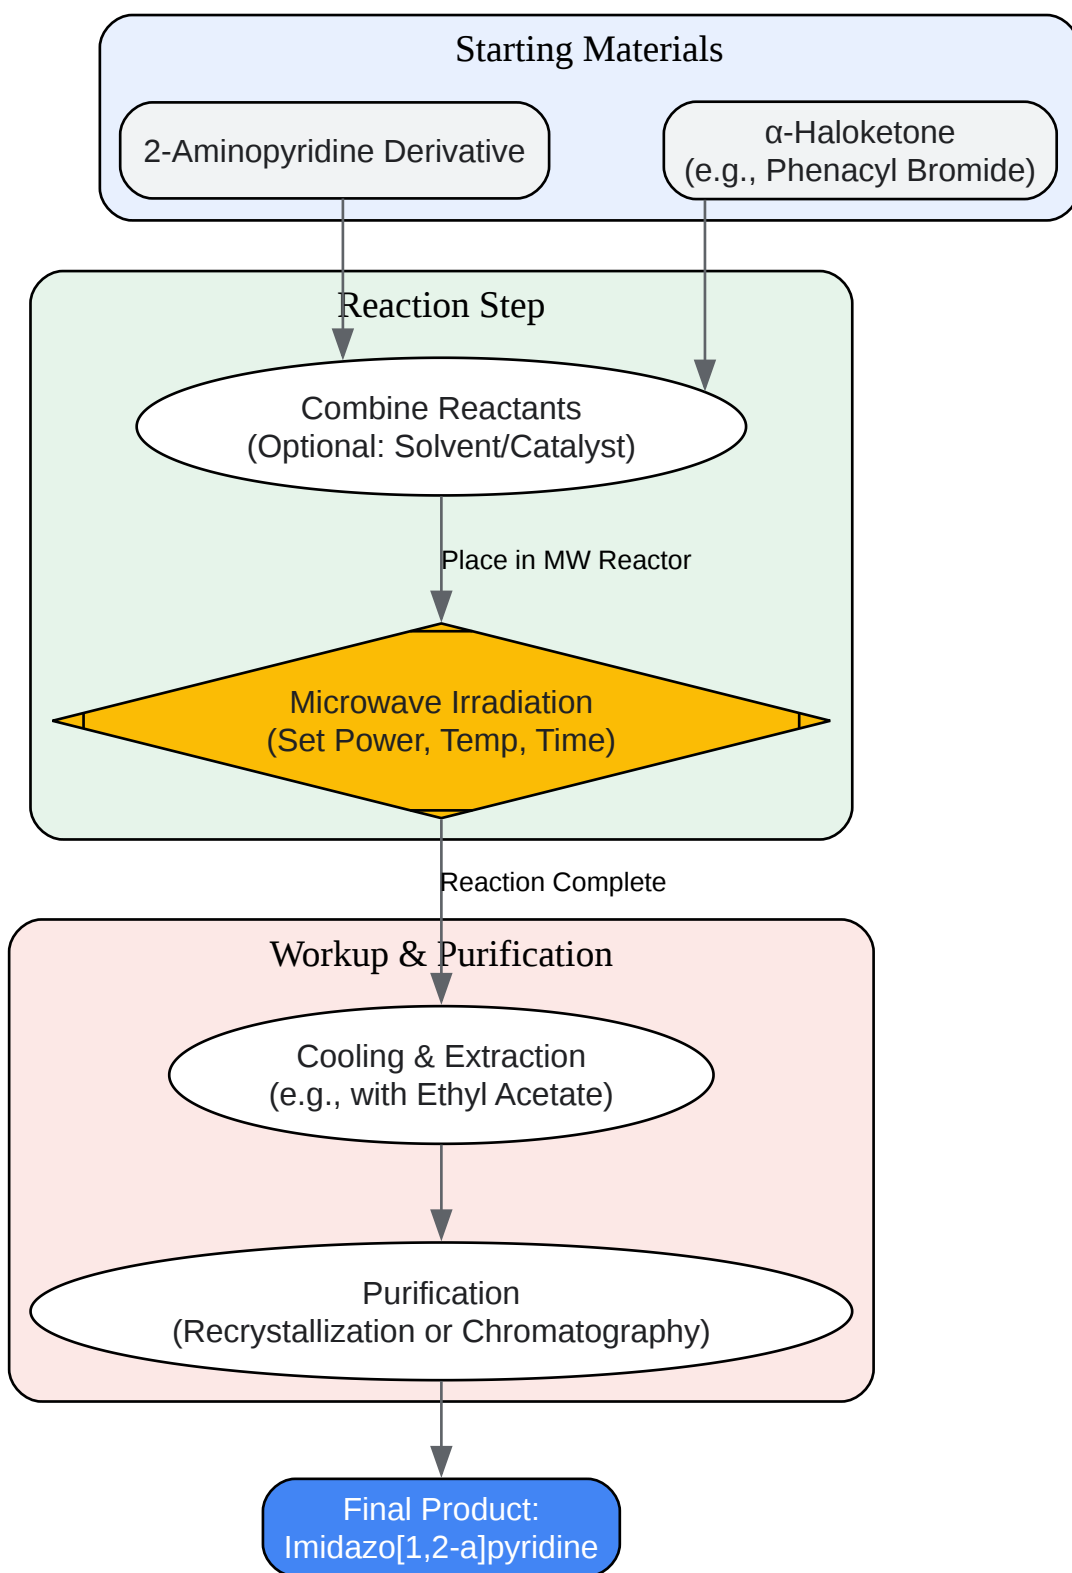 Starting Materials
2-Aminopyridine Derivative
α-Haloketone
(e.g., Phenacyl Bromide)
Reaction Step
Combine Reactants
(Optional: Solvent/Catalyst)
Place in MW Reactor
Microwave Irradiation
(Set Power, Temp, Time)
Reaction Complete
Workup & Purification
Cooling & Extraction
(e.g., with Ethyl Acetate)
Purification
(Recrystallization or Chromatography)
Final Product:
Imidazo[1,2-a]pyridine